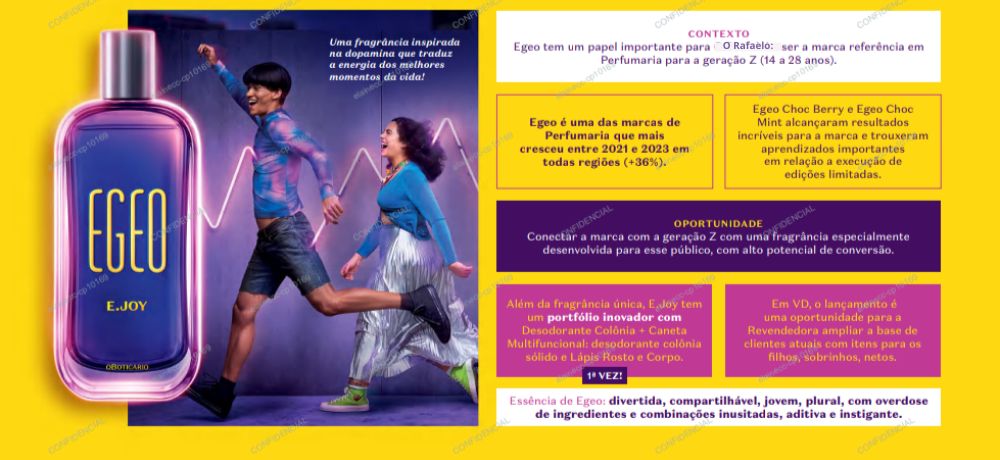 Uma fragrância inspirada
na dopamina que traduz
a energia dos melhores
momentos da vida!
EGEO
E.JOY
OBOTICÁRIO
CONTEXTO
Egeo tem um papel importante para O Rafaelo: ser a marca referência em
Perfumaria para a geração Z (14 a 28 anos).
Egeo é uma das marcas de
Perfumaria que mais
cresceu entre 2021 e 2023 em
todas regiões (+36%).
Egeo Choc Berry e Egeo Choc
Mint alcançaram resultados
incríveis para a marca e trouxeram
aprendizados importantes
em relação a execução de
edições limitadas.
OPORTUNIDADE
Conectar a marca com a geração Z com uma fragrância especialmente
desenvolvida para esse público, com alto potencial de conversão.
Além da fragrância única, E.Joy tem
um portfólio inovador com
Desodorante Colônia + Caneta
Multifuncional: desodorante colônia
sólido e Lápis Rosto e Corpo.
1ª VEZ!
Em VD, o lançamento é
uma oportunidade para a
Revendedora ampliar a base de
clientes atuais com itens para os
filhos, sobrinhos, netos.
Essência de Egeo: divertida, compartilhável, jovem, plural, com overdose
de ingredientes e combinações inusitadas, aditiva e instigante.
CONFIDENCIAL
elaineco-cp10169